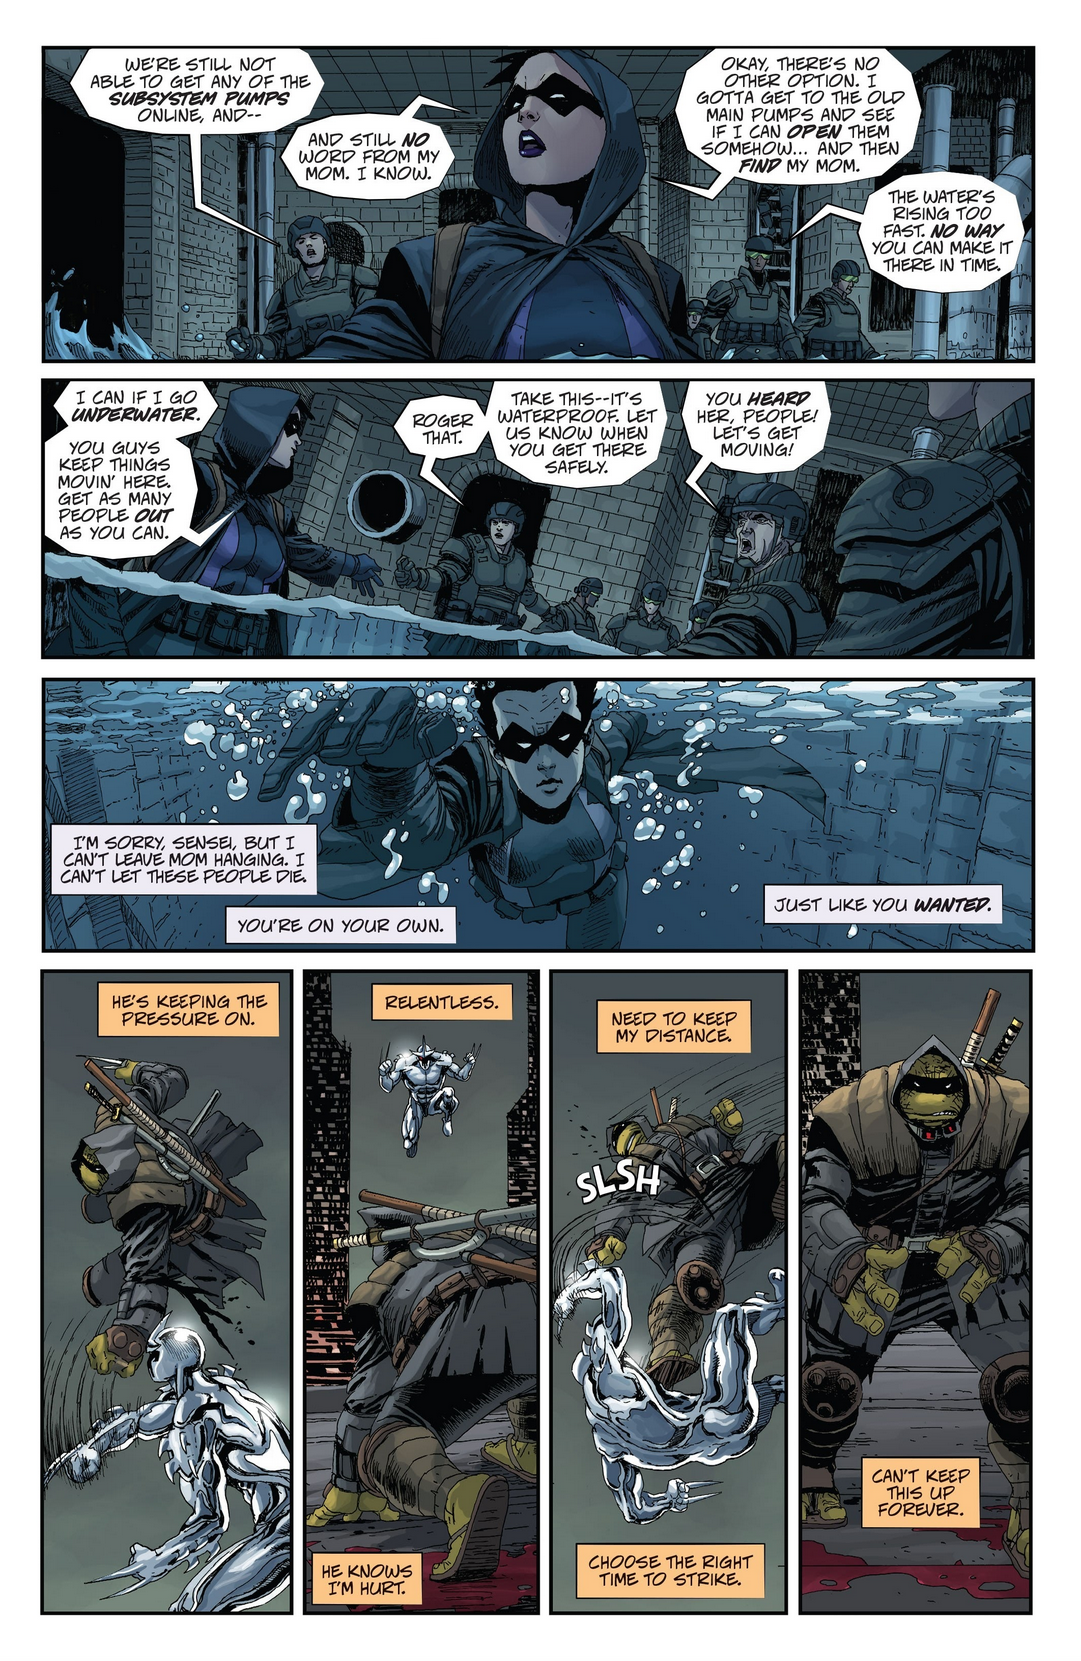 WE'RE STILL NOT
ABLE TO GET ANY OF THE
SUBSYSTEM PUMPS
ONLINE, AND--
AND STILL NO
WORD FROM MY
MOM. I KNOW.
OKAY, THERE'S NO
OTHER OPTION. I
GOTTA GET TO THE OLD
MAIN PUMPS AND SEE
IF I CAN OPEN THEM
SOMEHOW... AND THEN
FIND MY MOM.
THE WATER'S
RISING TOO
FAST. NO WAY
YOU CAN MAKE IT
THERE IN TIME.
I CAN IF I GO
UNDERWATER.
YOU GUYS
KEEP THINGS
MOVIN' HERE.
GET AS MANY
PEOPLE OUT
AS YOU CAN.
ROGER
THAT.
TAKE THIS--IT'S
WATERPROOF. LET
US KNOW WHEN
YOU GET THERE
SAFELY.
YOU HEARD
HER, PEOPLE!
LET'S GET
MOVING!
I'M SORRY, SENSEI, BUT I
CAN'T LEAVE MOM HANGING. I
CAN'T LET THESE PEOPLE DIE.
YOU'RE ON YOUR OWN.
JUST LIKE YOU WANTED.
HE'S KEEPING THE
PRESSURE ON.
RELENTLESS.
HE KNOWS
I'M HURT.
NEED TO KEEP
MY DISTANCE.
SLSH
CHOOSE THE RIGHT
TIME TO STRIKE.
CAN'T KEEP
THIS UP
FOREVER.